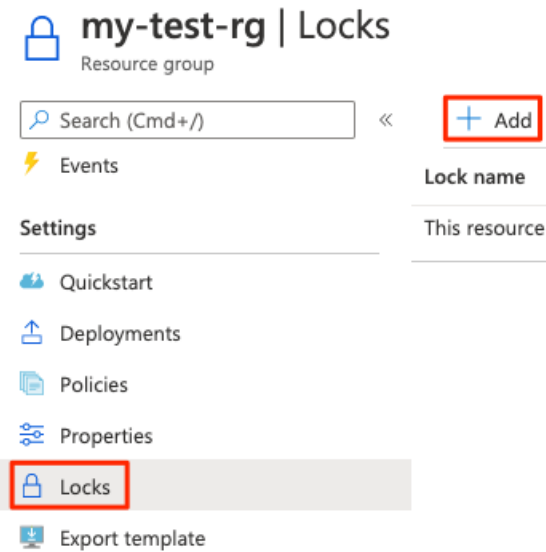 my-test-rg | Locks
Resource group
Search (Cmd+/)
«
+ Add
Events
Lock name
Settings
This resource
Quickstart
Deployments
Policies
Properties
Locks
Export template